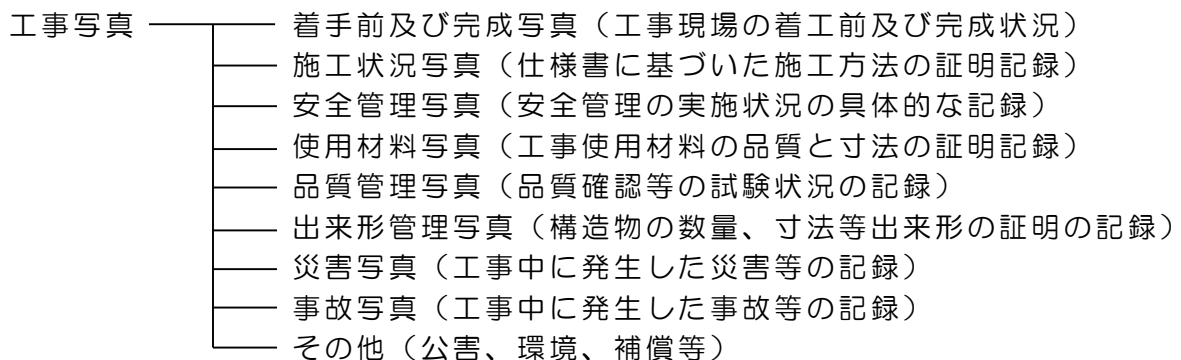 工事写真 着手前及び完成写真（工事現場の着工前及び完成状況）
施工状況写真（仕様書に基づいた施工方法の証明記録）
安全管理写真（安全管理の実施状況の具体的な記録）
使用材料写真（工事使用材料の品質と寸法の証明記録）
品質管理写真（品質確認等の試験状況の記録）
出来形管理写真（構造物の数量、寸法等出来形の証明の記録）
災害写真（工事中に発生した災害等の記録）
事故写真（工事中に発生した事故等の記録）
その他（公害、環境、補償等）